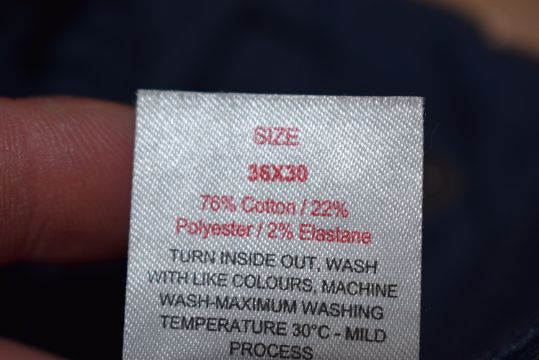 SIZE
36X30
76% Cotton / 22%
Polyester / 2% Elastane
TURN INSIDE OUT, WASH
WITH LIKE COLOURS, MACHINE
WASH-MAXIMUM WASHING
TEMPERATURE 30°C - MILD
PROCESS